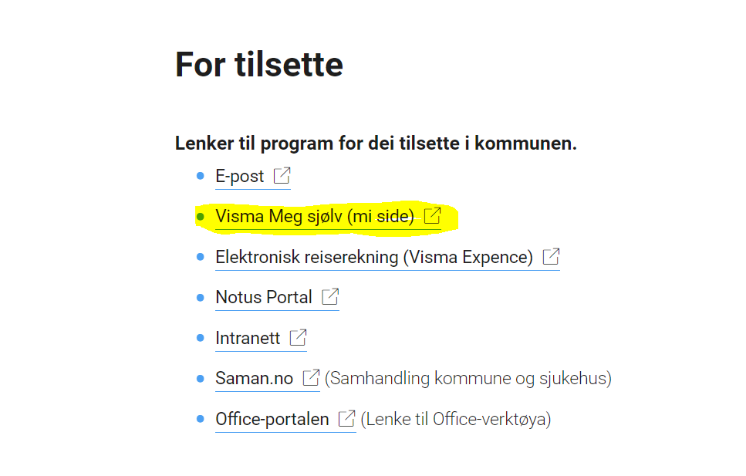 For tilsette
Lenker til program for dei tilsette i kommunen.
E-post
Visma Meg sjølv (mi side)
Elektronisk reiserekning (Visma Expence)
Notus Portal
Intranett
Saman.no (Samhandling kommune og sjukehus)
Office-portalen (Lenke til Office-verktøya)